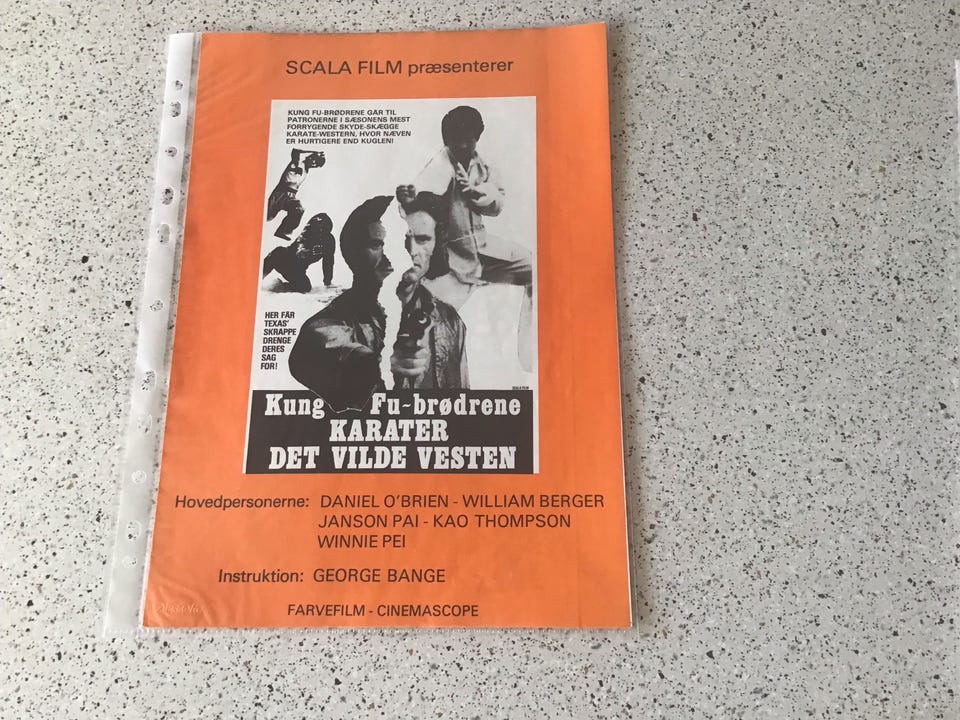 SCALA FILM præsenterer
KUNG FU-BRØDRENE GÅR TIL
PATRONERNE I SÆSONENS MEST
FORRYGENDE SKYDE-SKÆGGE
KARATE-WESTERN, HVOR NÆVEN
ER HURTIGERE END KUGLEN!
HER FÅR
TEXAS'
SKRAPPE
DRENGE
DERES
SAG
FOR!
SCALA FILM
Kung Fu-brødrene
KARATER
DET VILDE VESTEN
Hovedpersonerne: DANIEL O'BRIEN - WILLIAM BERGER
JANSON PAI - KAO THOMPSON
WINNIE PEI
Instruktion: GEORGE BANGE
FARVEFILM - CINEMASCOPE